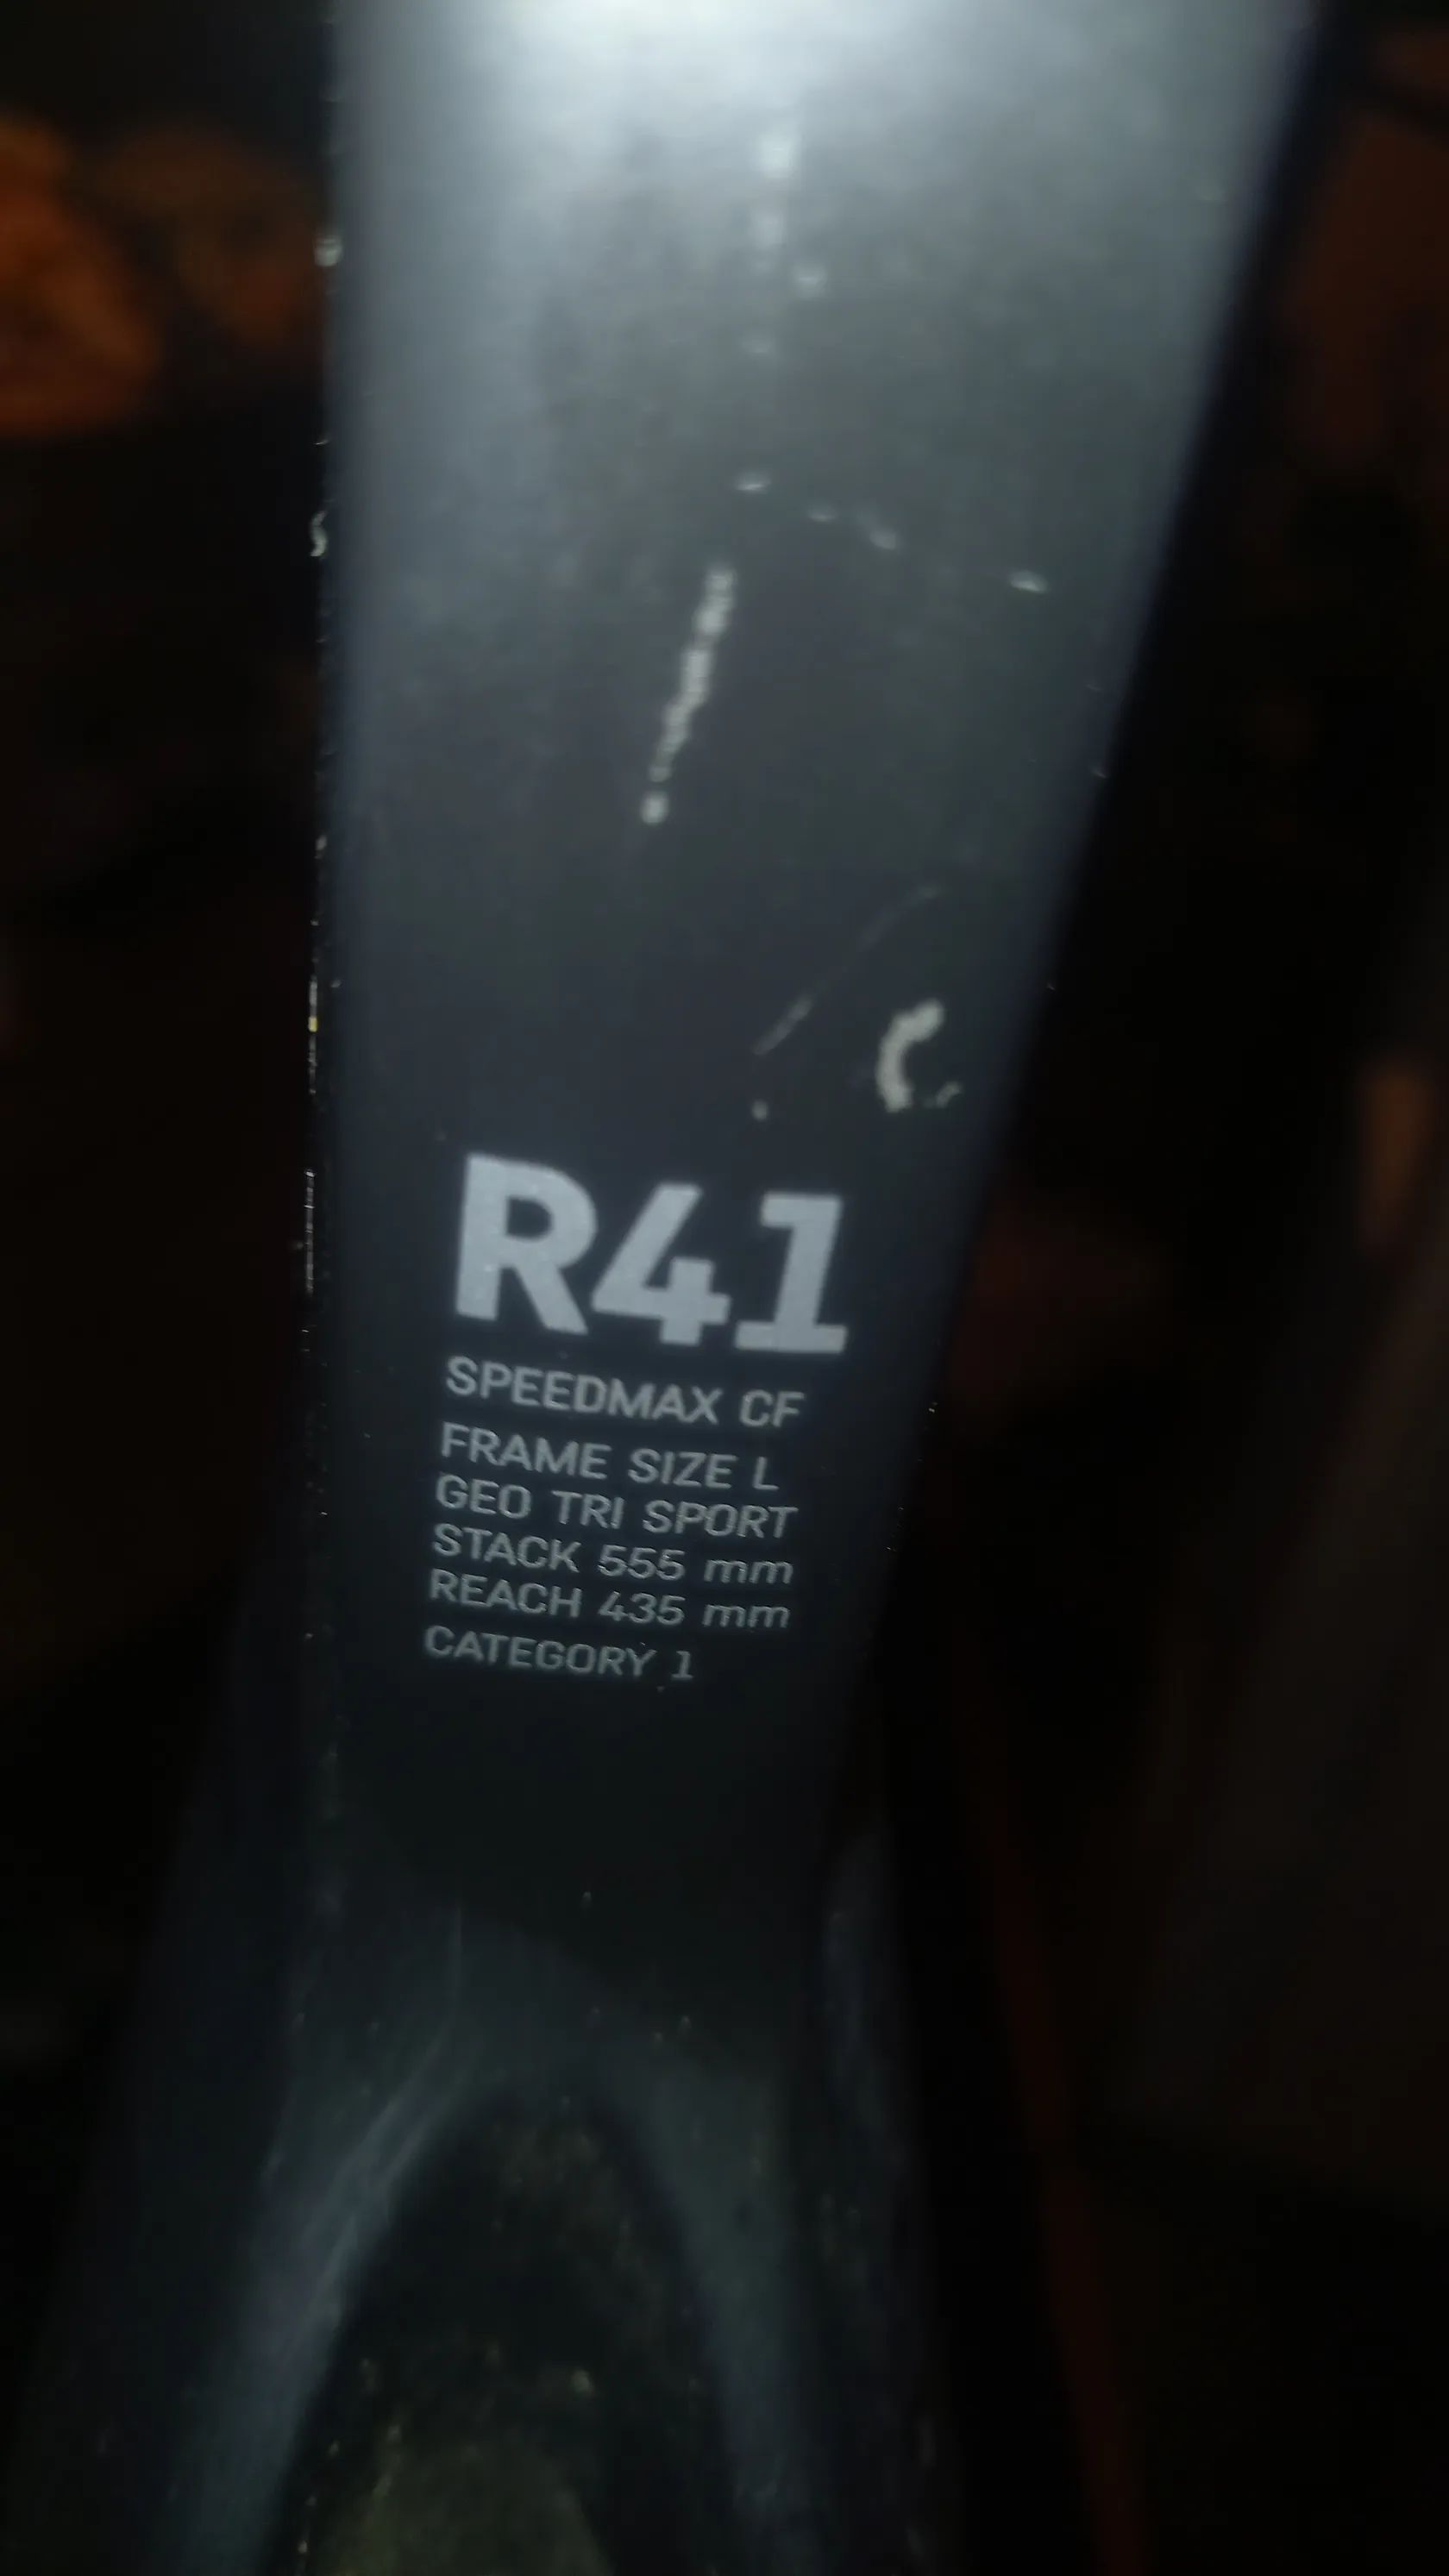 R41
SPEEDMAX CF
FRAME SIZE L
GEO TRI SPORT
STACK 555 mm
REACH 435 mm
CATEGORY 1